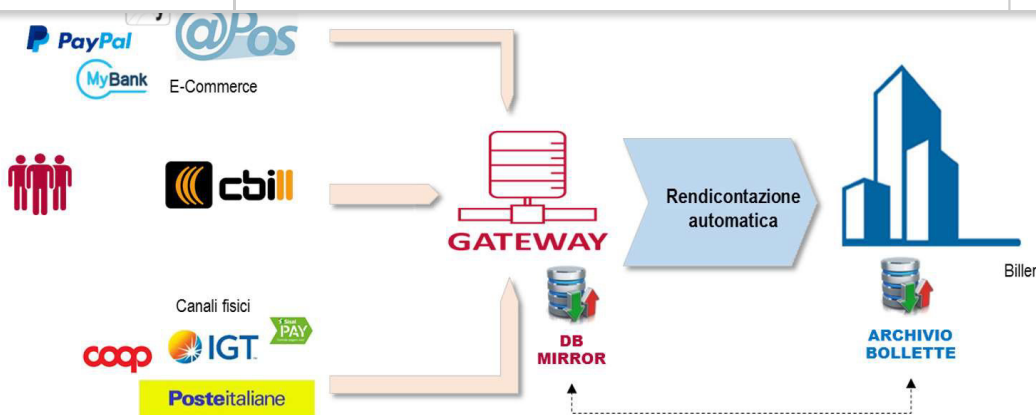 PayPal
@Pos
MyBank
E-Commerce
cbill
GATEWAY
Rendicontazione
automatica
Biller
DB
MIRROR
ARCHIVIO
BOLLETTE
Canali fisici
PAY
coop
IGT
Posteitaliane